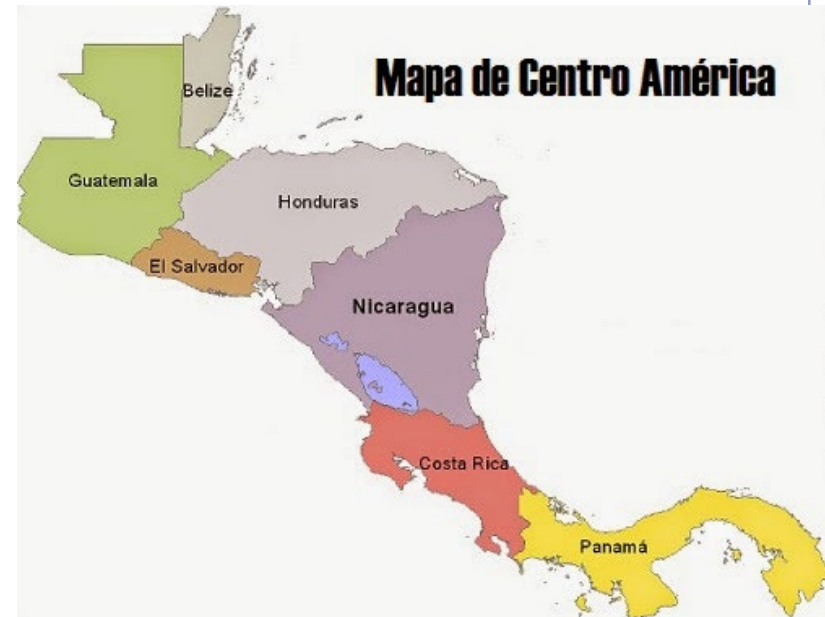 Mapa de Centro América
Belize
Guatemala
Honduras
El Salvador
Nicaragua
Costa Rica
Panamá